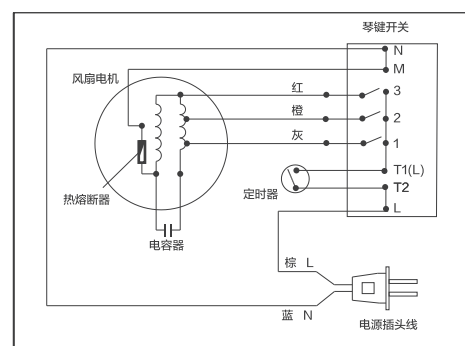 琴键开关
N
M
风扇电机
红
3
橙
2
灰
1
T1(L)
定时器
T2
热熔断器
L
电容器
棕 L
蓝 N
电源插头线